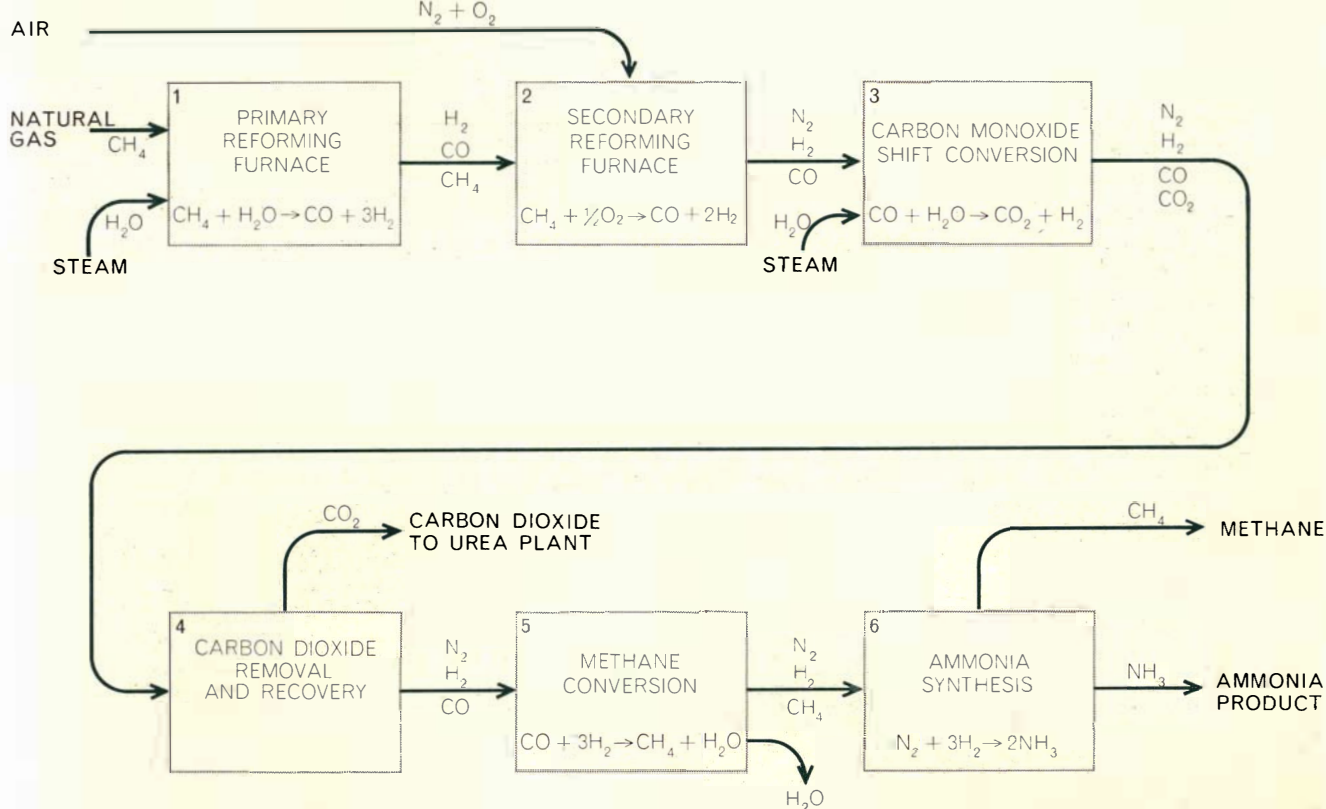 AIR
N₂ + O₂
NATURAL
GAS
CH₄
H₂O
STEAM
1
PRIMARY
REFORMING
FURNACE
CH₄ + H₂O → CO + 3H₂
H₂
CO
CH₄
2
SECONDARY
REFORMING
FURNACE
CH₄ + ½O₂ → CO + 2H₂
N₂
H₂
CO
H₂O
STEAM
3
CARBON MONOXIDE
SHIFT CONVERSION
CO + H₂O → CO₂ + H₂
N₂
H₂
CO
CO₂
4
CARBON DIOXIDE
REMOVAL
AND RECOVERY
CO₂
CARBON DIOXIDE
TO UREA PLANT
N₂
H₂
CO
5
METHANE
CONVERSION
CO + 3H₂ → CH₄ + H₂O
H₂O
N₂
H₂
CH₄
6
AMMONIA
SYNTHESIS
N₂ + 3H₂ → 2NH₃
CH₄
METHANE
NH₃
AMMONIA
PRODUCT